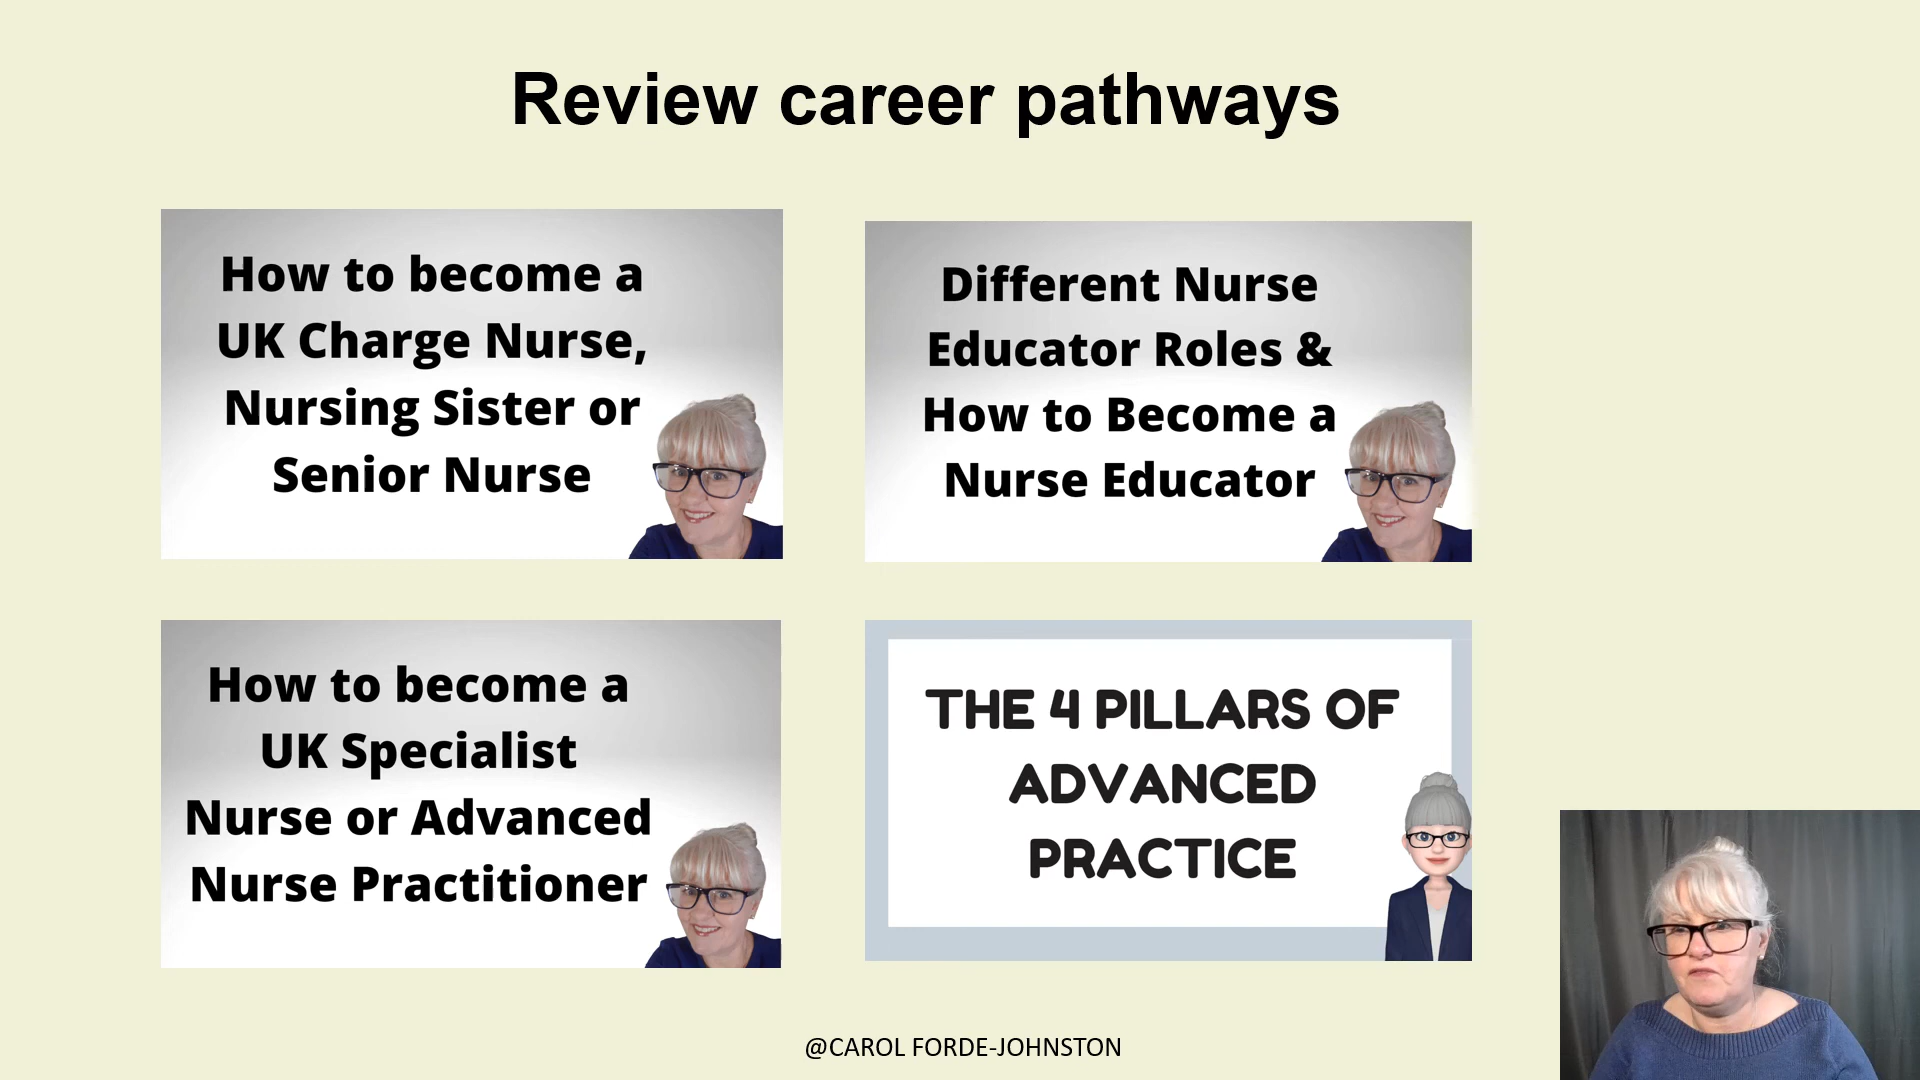 Review career pathways
How to become a
UK Charge Nurse,
Nursing Sister or
Senior Nurse
Different Nurse
Educator Roles &
How to Become a
Nurse Educator
How to become a
UK Specialist
Nurse or Advanced
Nurse Practitioner
THE 4 PILLARS OF
ADVANCED
PRACTICE
@CAROL FORDE-JOHNSTON